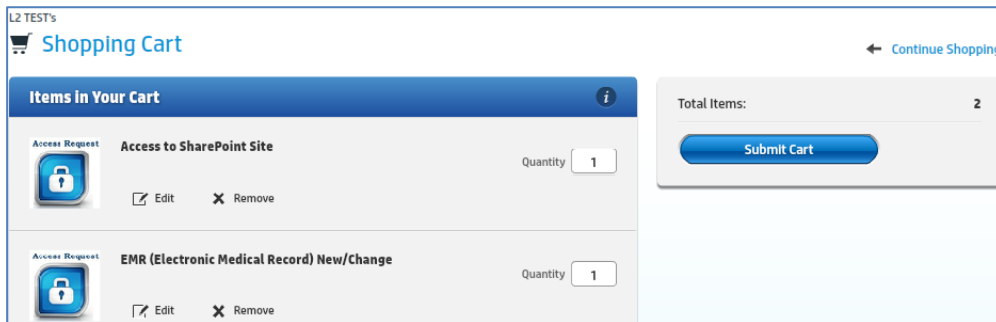 L2 TEST's
Shopping Cart
Continue Shopping
Items in Your Cart
i
Total Items: 2
Submit Cart
Access Request
Access to SharePoint Site
Quantity 1
Edit Remove
Access Request
EMR (Electronic Medical Record) New/Change
Quantity 1
Edit Remove